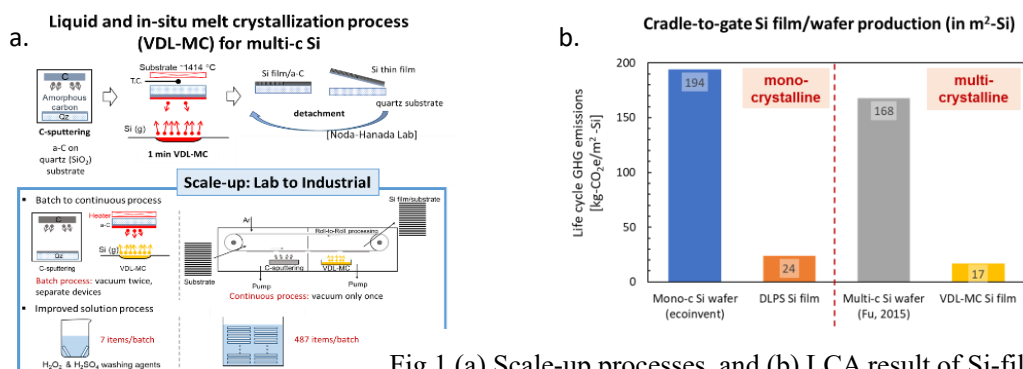 a.
Liquid and in-situ melt crystallization process
(VDL-MC) for multi-c Si
C
Amorphous
carbon
Qz
C-sputtering
a-C on
quartz (SiO₂)
substrate
Substrate ~1414 °C
T.C.
Si (g)
1 min VDL-MC
Si film/a-C
Si thin film
quartz substrate
detachment
[Noda-Hanada Lab]
Scale-up: Lab to Industrial
▪ Batch to continuous process
C
Qz
C-sputtering
Heater
a-C
Si (g)
VDL-MC
Batch process: vacuum twice,
separate devices
Si film/substrate
Ar
Roll-to-Roll processing
C-sputtering
VDL-MC
Substrate
Pump
Pump
Continuous process: vacuum only once
▪ Improved solution process
7 items/batch
487 items/batch
H₂O₂ & H₂SO₄ washing agents
b.
Cradle-to-gate Si film/wafer production (in m²-Si)
Life cycle GHG emissions
[kg-CO₂e/m² -Si]
200
150
100
50
0
194
24
168
17
mono-
crystalline
multi-
crystalline
Mono-c Si wafer
(ecoinvent)
DLPS Si film
Multi-c Si wafer
(Fu, 2015)
VDL-MC Si film
Fig 1 (a) Scale-up processes, and (b) LCA result of Si-fil